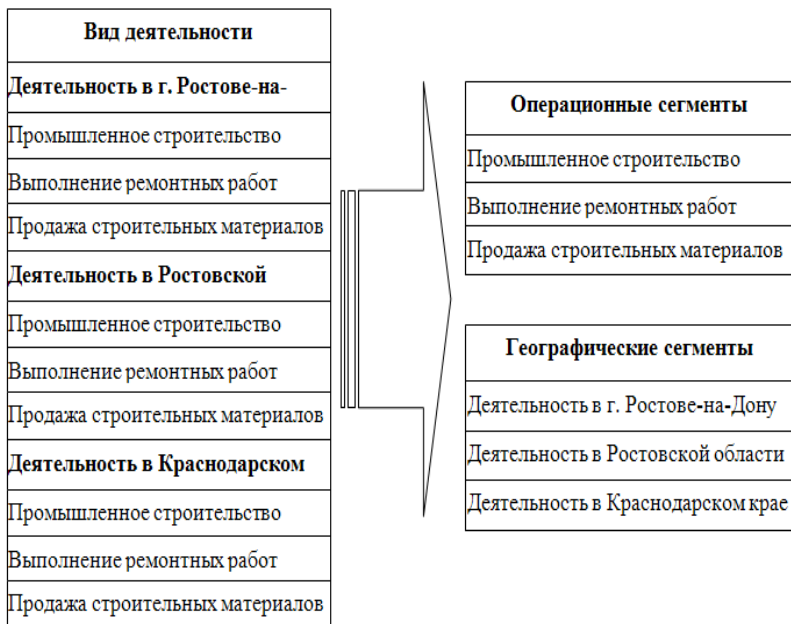 Вид деятельности
Деятельность в г. Ростове-на-
Промышленное строительство
Выполнение ремонтных работ
Продажа строительных материалов
Деятельность в Ростовской
Промышленное строительство
Выполнение ремонтных работ
Продажа строительных материалов
Деятельность в Краснодарском
Промышленное строительство
Выполнение ремонтных работ
Продажа строительных материалов
Операционные сегменты
Промышленное строительство
Выполнение ремонтных работ
Продажа строительных материалов
Географические сегменты
Деятельность в г. Ростове-на-Дону
Деятельность в Ростовской области
Деятельность в Краснодарском крае